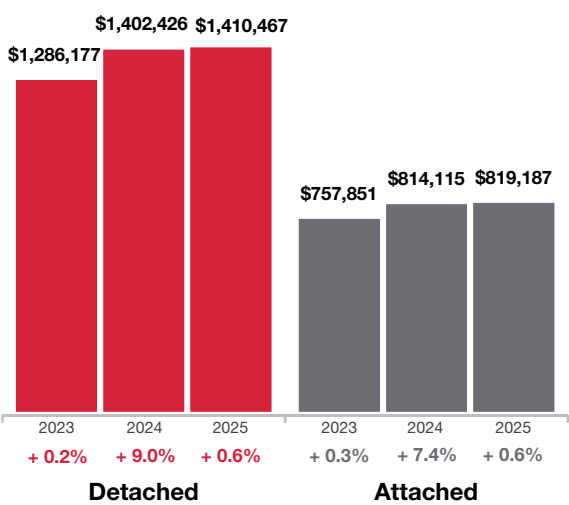 $1,402,426 $1,410,467
$1,286,177
$814,115 $819,187
$757,851
2023 2024 2025 2023 2024 2025
+ 0.2% + 9.0% + 0.6% + 0.3% + 7.4% + 0.6%
Detached Attached